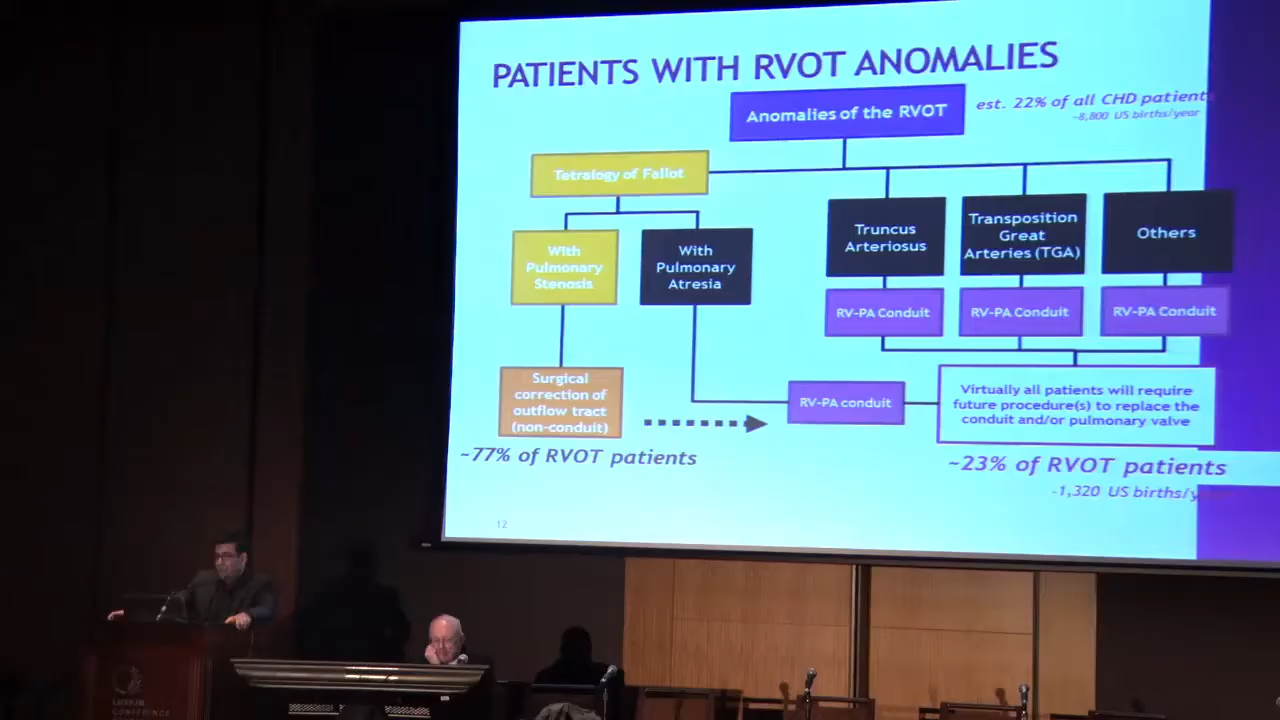 PATIENTS WITH RVOT ANOMALIES
Anomalies of the RVOT
est. 22% of all CHD patients
~8,800 US births/year
Tetralogy of Fallot
With
Pulmonary
Stenosis
With
Pulmonary
Atresia
Truncus
Arteriosus
Transposition
Great
Arteries (TGA)
Others
RV-PA Conduit
RV-PA Conduit
RV-PA Conduit
Surgical
correction of
outflow tract
(non-conduit)
RV-PA conduit
Virtually all patients will require
future procedure(s) to replace the
conduit and/or pulmonary valve
~77% of RVOT patients
~23% of RVOT patients
~1,320 US births/y
12
LUSKIN
CONFERENCE